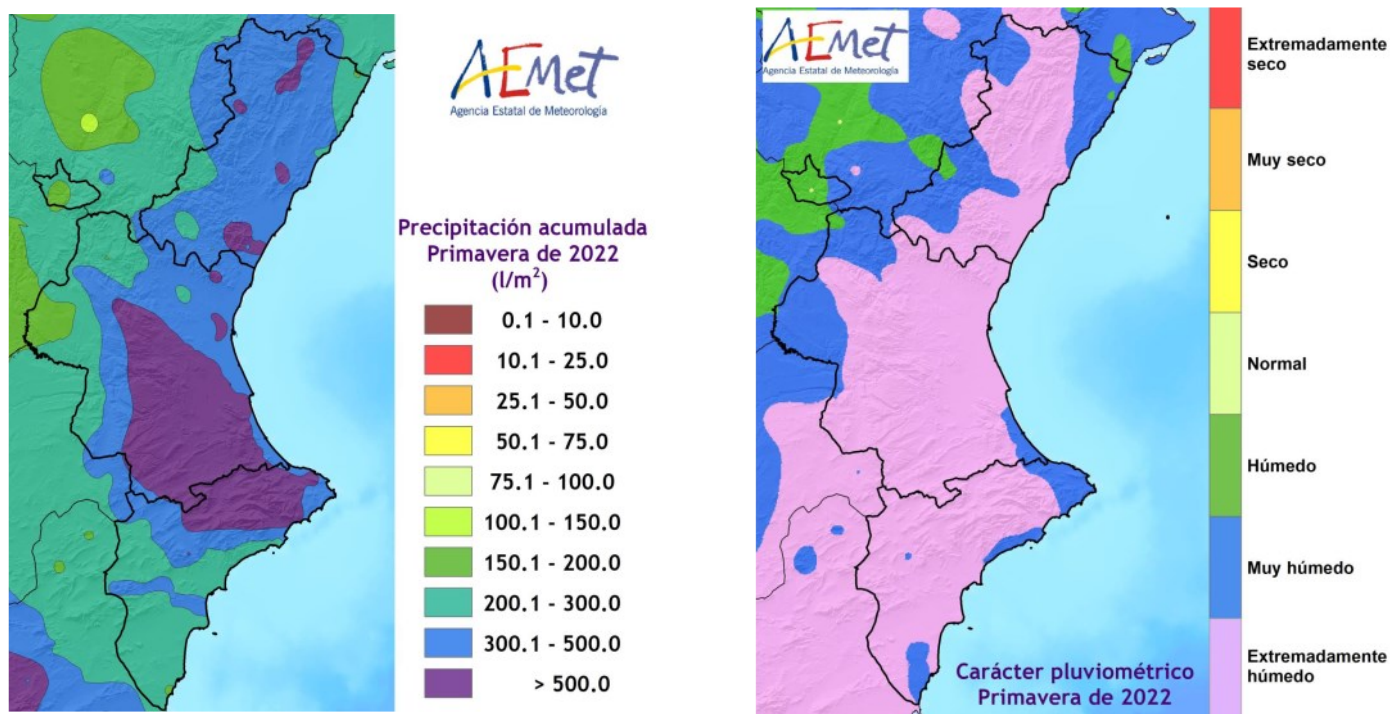 AEMet
Agencia Estatal de Meteorología
Precipitación acumulada
Primavera de 2022
(l/m²)
0.1 - 10.0
10.1 - 25.0
25.1 - 50.0
50.1 - 75.0
75.1 - 100.0
100.1 - 150.0
150.1 - 200.0
200.1 - 300.0
300.1 - 500.0
> 500.0
AEMet
Agencia Estatal de Meteorología
Extremadamente
seco
Muy seco
Seco
Normal
Húmedo
Muy húmedo
Extremadamente
húmedo
Carácter pluviométrico
Primavera de 2022